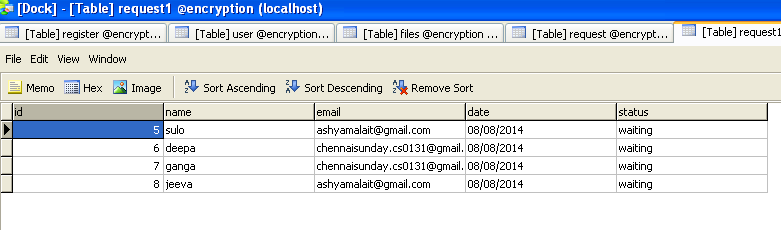 [Dock] - [Table] request1 @encryption (localhost)
[Table] register @encrypt... [Table] user @encryption... [Table] files @encryption ... [Table] request @encryption... [Table] request1
File Edit View Window
Memo Hex Image Sort Ascending Sort Descending Remove Sort
id name email date status
5 sulo ashyamalait@gmail.com 08/08/2014 waiting
6 deepa chennaisunday.cs0131@gmail. 08/08/2014 waiting
7 ganga chennaisunday.cs0131@gmail. 08/08/2014 waiting
8 jeeva ashyamalait@gmail.com 08/08/2014 waiting